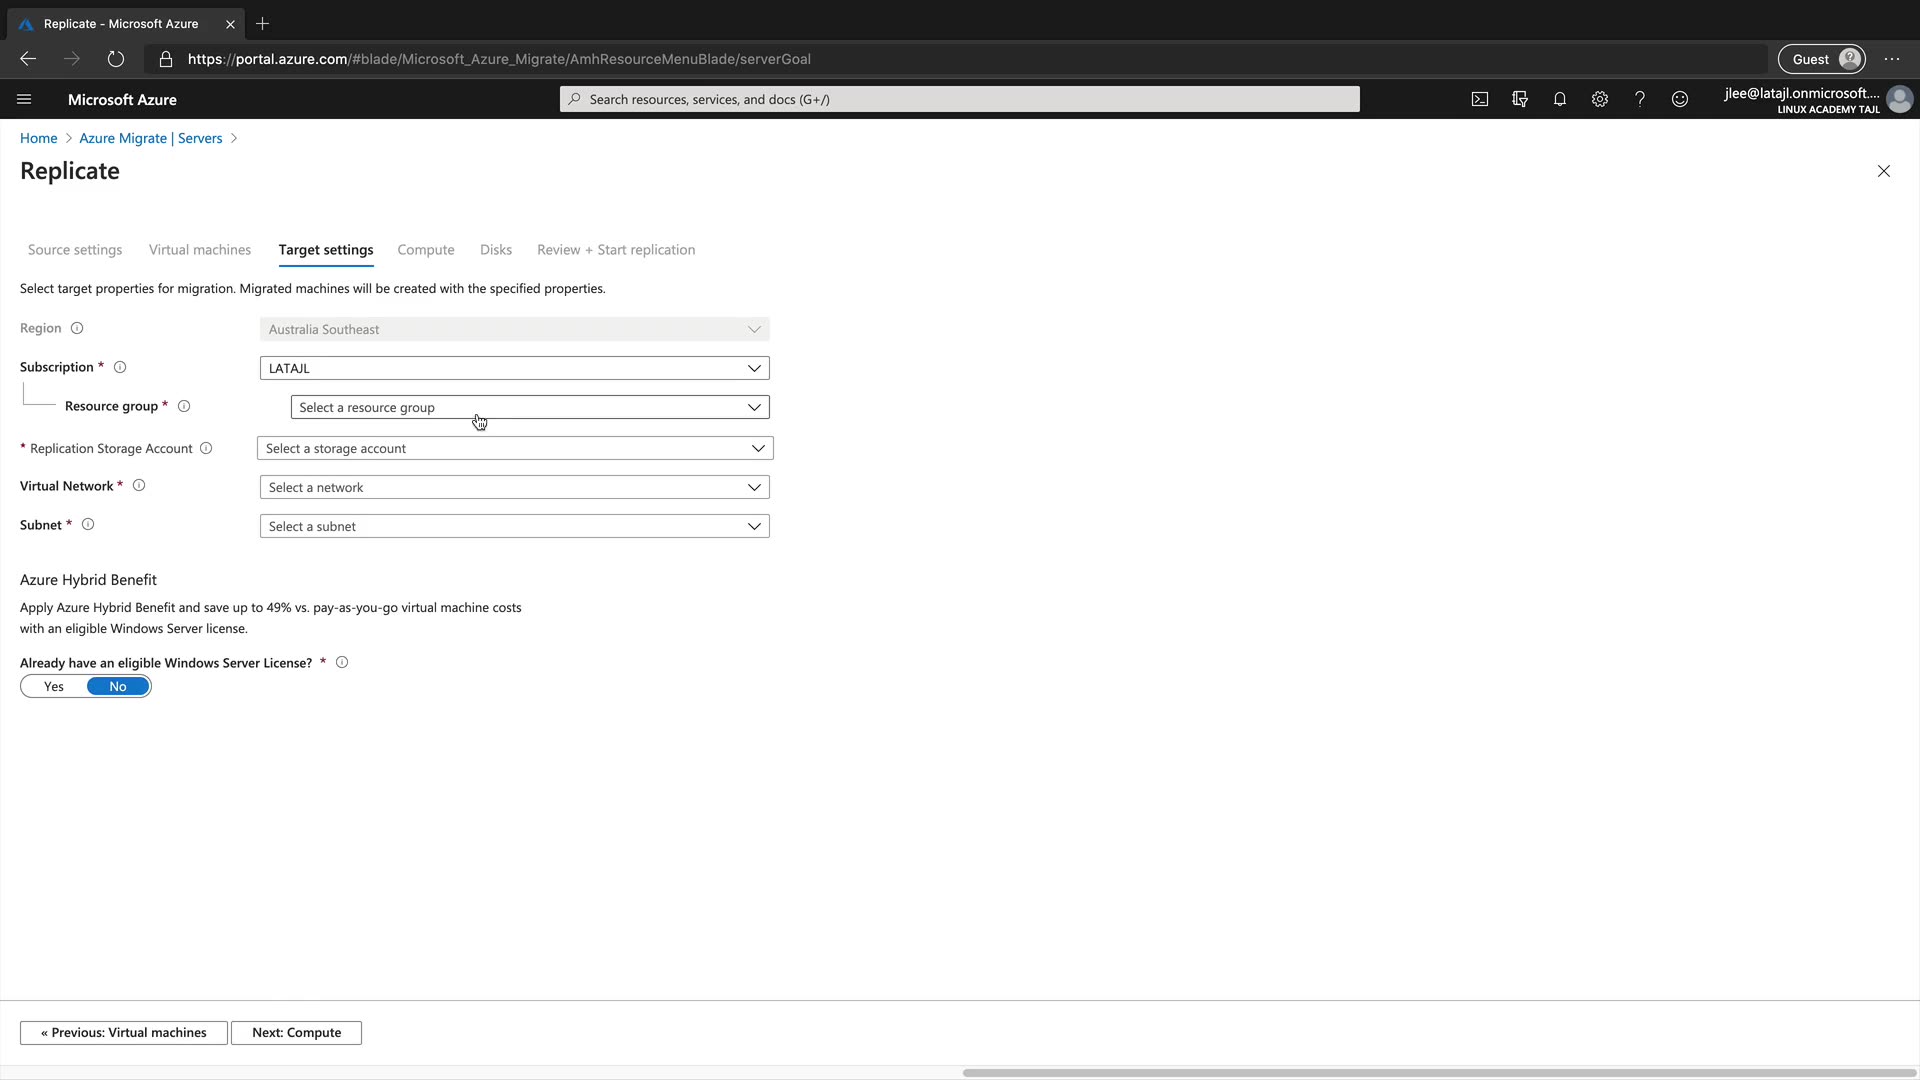 Replicate - Microsoft Azure
https://portal.azure.com/#blade/Microsoft_Azure_Migrate/AmhResourceMenuBlade/serverGoal
Guest
Microsoft Azure
Search resources, services, and docs (G+/)
jlee@latajl.onmicrosoft....
LINUX ACADEMY TAJL
Home > Azure Migrate | Servers >
Replicate
Source settings Virtual machines Target settings Compute Disks Review + Start replication
Select target properties for migration. Migrated machines will be created with the specified properties.
Region Australia Southeast
Subscription * LATAJL
Resource group * Select a resource group
* Replication Storage Account Select a storage account
Virtual Network * Select a network
Subnet * Select a subnet
Azure Hybrid Benefit
Apply Azure Hybrid Benefit and save up to 49% vs. pay-as-you-go virtual machine costs
with an eligible Windows Server license.
Already have an eligible Windows Server License? *
Yes No
« Previous: Virtual machines Next: Compute